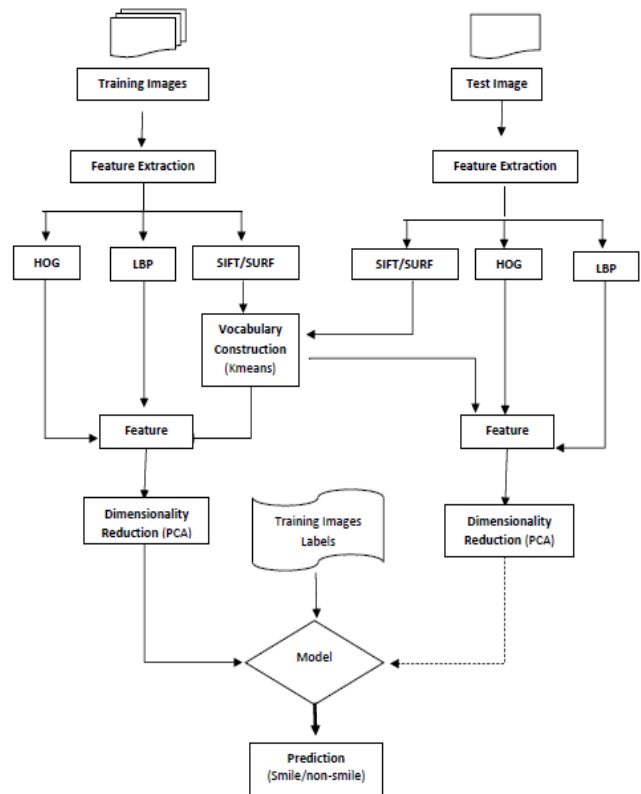 Training Images
Test Image
Feature Extraction
Feature Extraction
HOG
LBP
SIFT/SURF
SIFT/SURF
HOG
LBP
Vocabulary
Construction
(Kmeans)
Feature
Feature
Dimensionality
Reduction (PCA)
Training Images
Labels
Dimensionality
Reduction (PCA)
Model
Prediction
(Smile/non-smile)